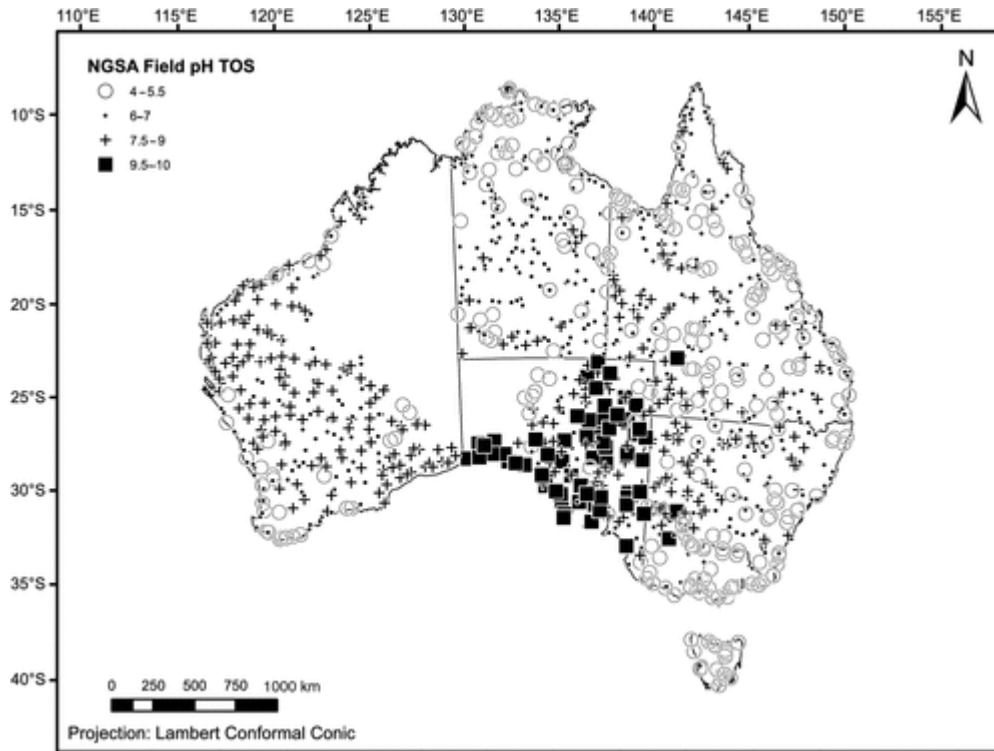 110°E 115°E 120°E 125°E 130°E 135°E 140°E 145°E 150°E 155°E
NGSA Field pH TOS
4–5.5
6–7
7.5–9
9.5–10
N
10°S
15°S
20°S
25°S
30°S
35°S
40°S
0 250 500 750 1000 km
Projection: Lambert Conformal Conic